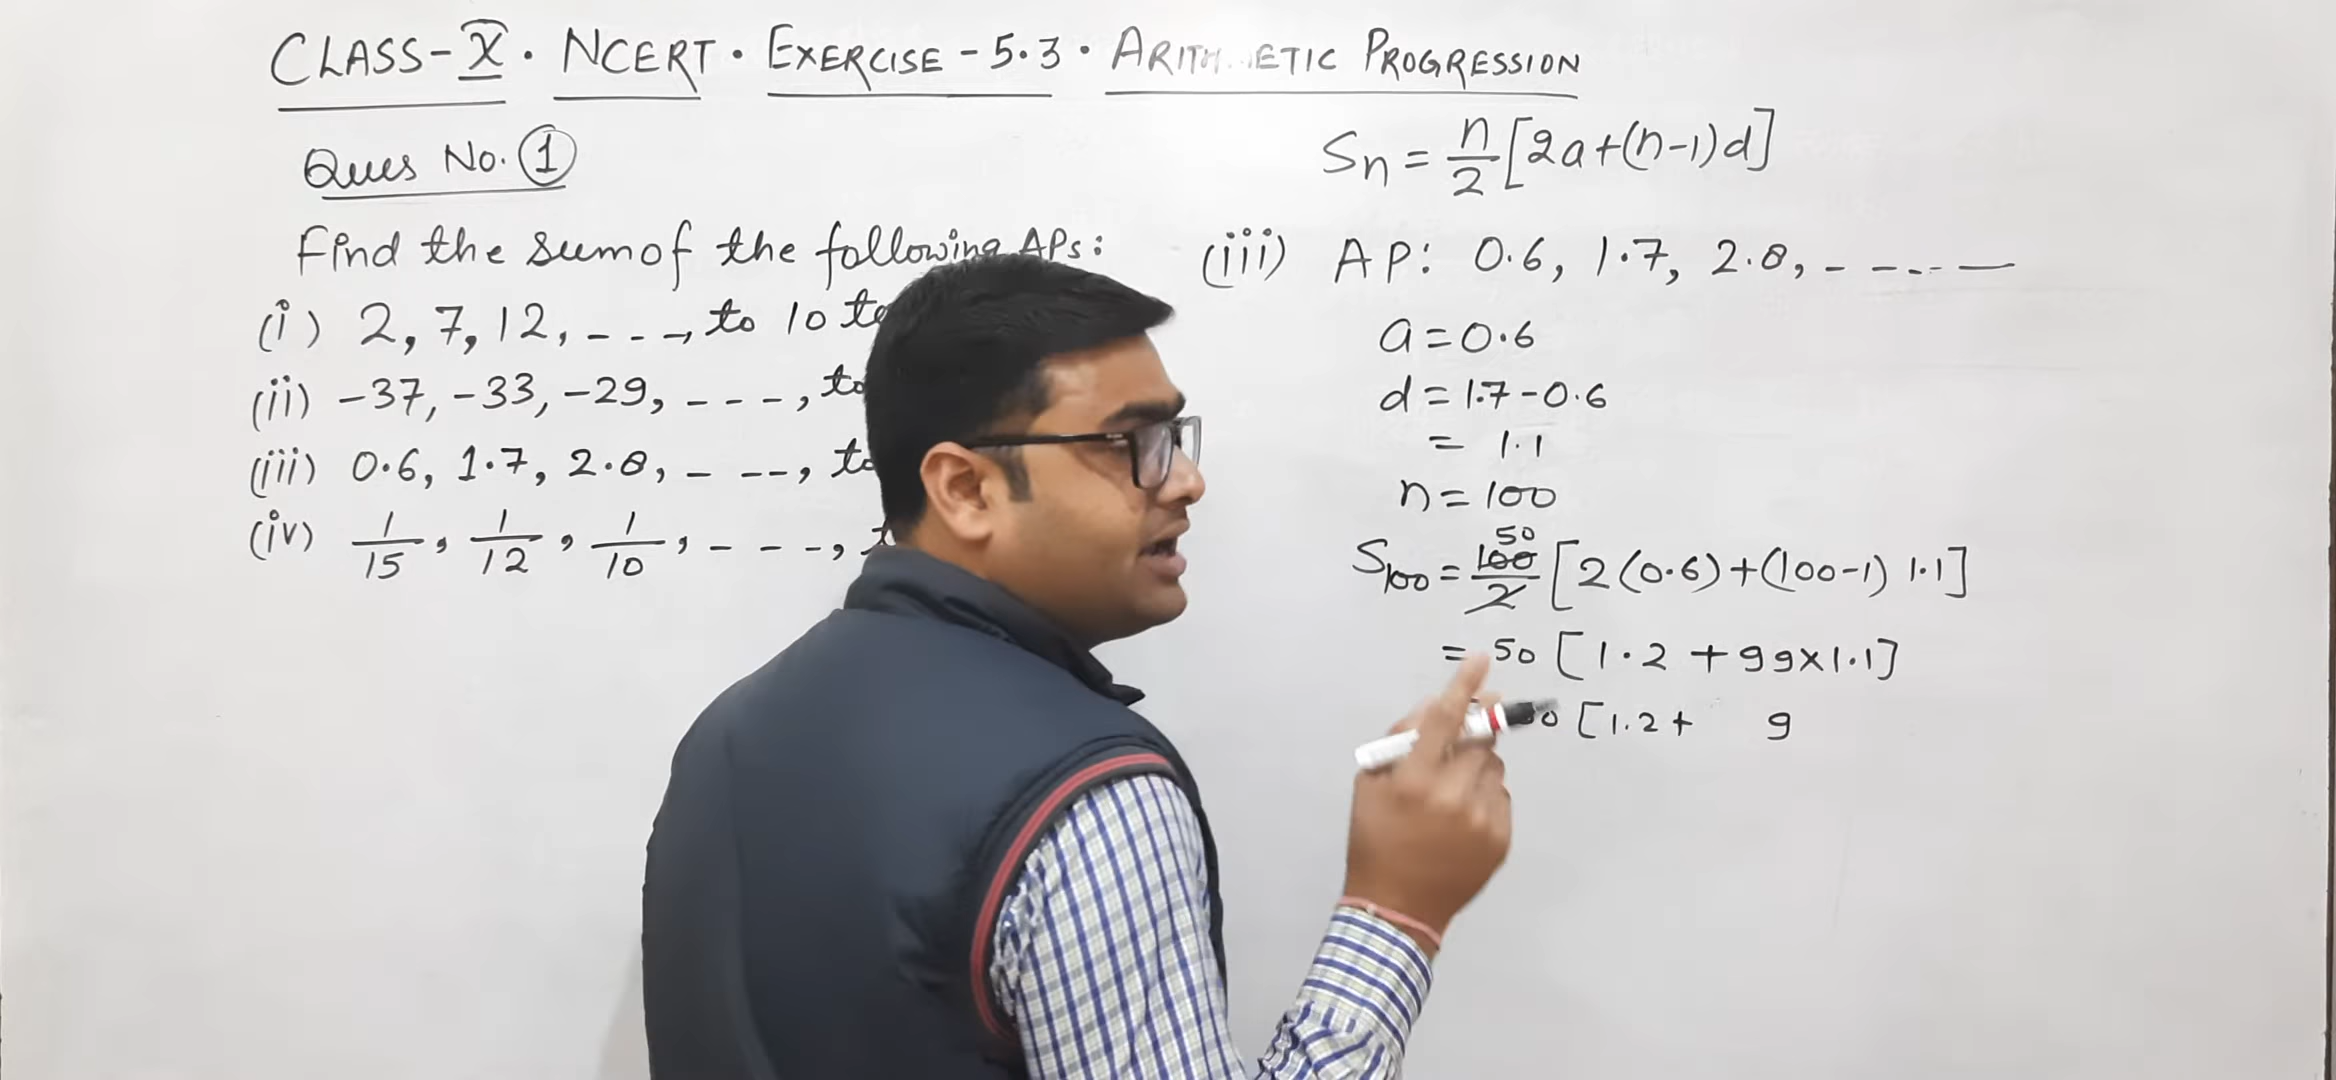 CLASS-X · NCERT · EXERCISE-5.3 · ARITHMETIC PROGRESSION
Ques No. 1
Find the sum of the following APs:
(i) 2, 7, 12, - - -, to 10
(ii) -37, -33, -29, - - -, to
(iii) 0.6, 1.7, 2.8, - - - -, to
(iv) 1/15, 1/12, 1/10, - - -,
Sn = n/2 [2a+(n-1)d]
(iii) AP: 0.6, 1.7, 2.8, - - - - -
a = 0.6
d = 1.7 - 0.6
= 1.1
n = 100
50
S100 = 100/2 [2(0.6)+(100-1) 1.1]
= 50 [1.2 + 99×1.1]
[1.2 + 9